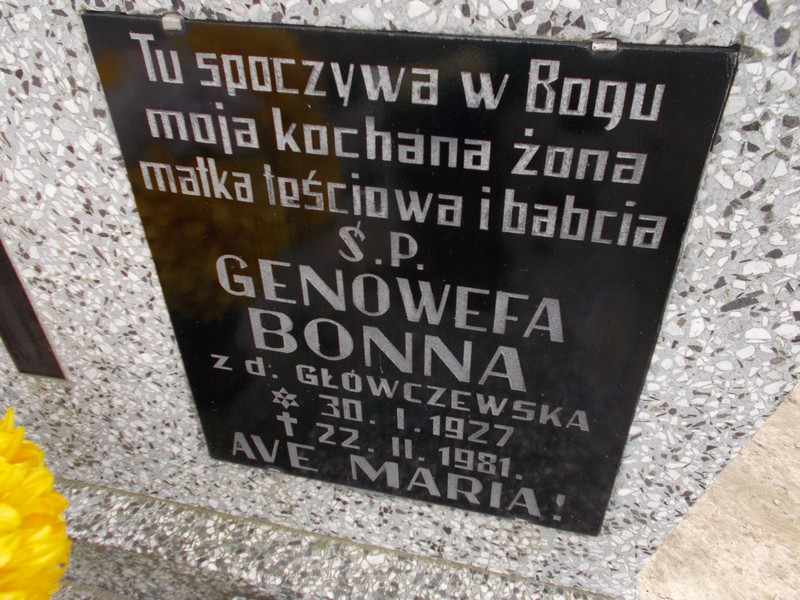 Tu spoczywa w Bogu
moja kochana żona
matka teściowa i babcia
Ś.P.
GENOWEFA
BONNA
z d. GŁÓWCZEWSKA
✡ 30. I. 1927
† 22. II. 1981.
AVE MARIA!